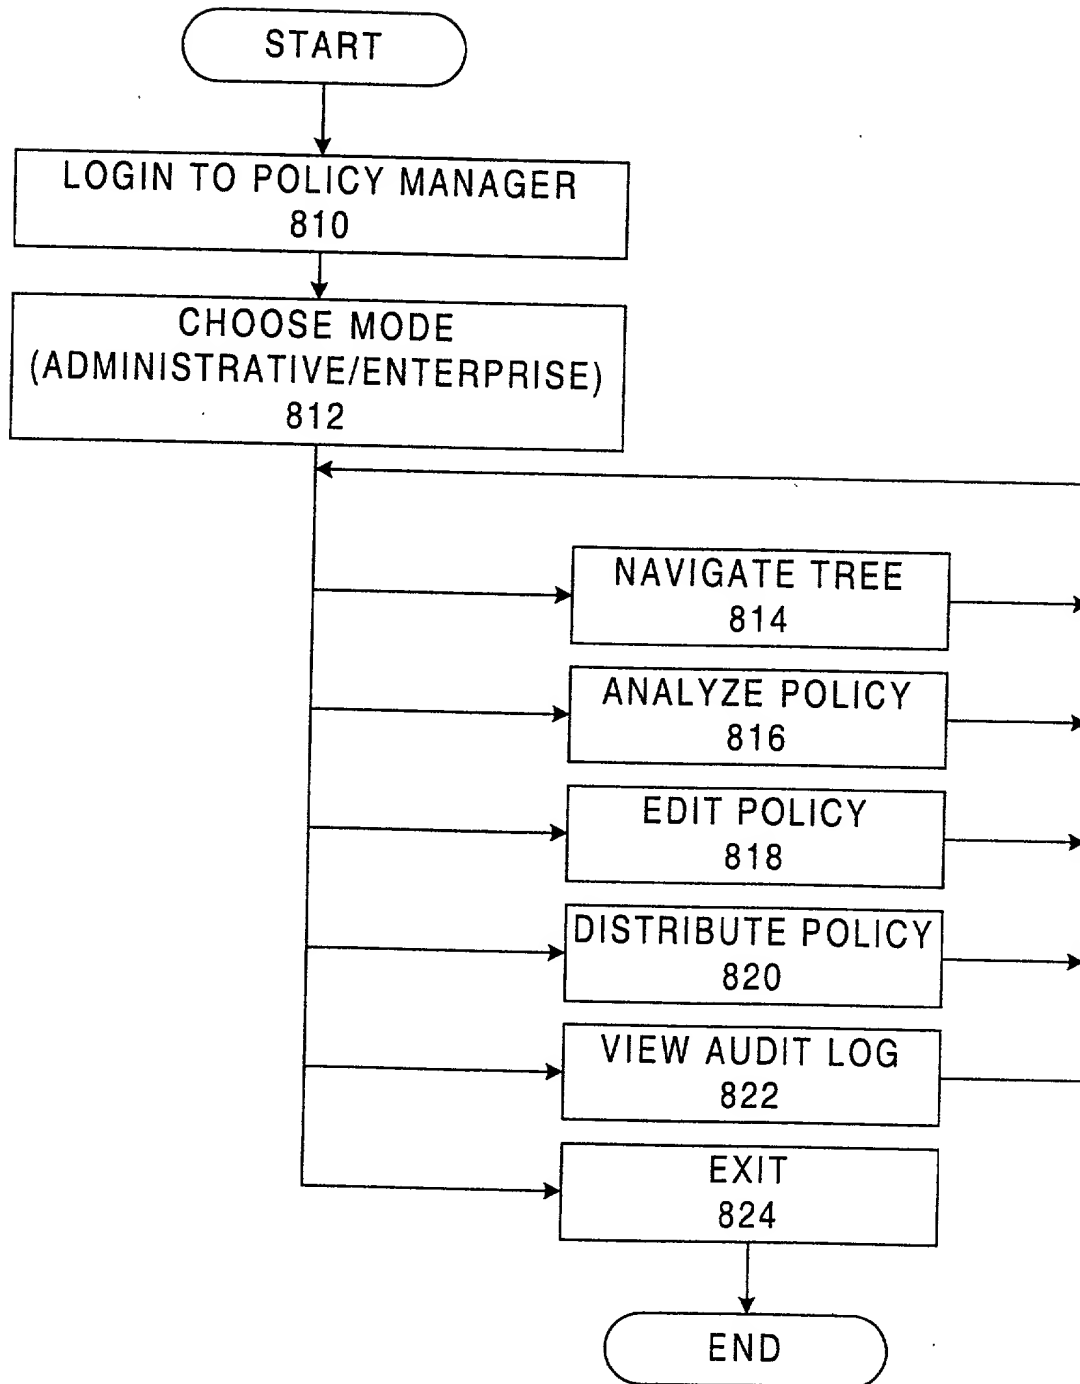 START
LOGIN TO POLICY MANAGER
810
CHOOSE MODE
(ADMINISTRATIVE/ENTERPRISE)
812
NAVIGATE TREE
814
ANALYZE POLICY
816
EDIT POLICY
818
DISTRIBUTE POLICY
820
VIEW AUDIT LOG
822
EXIT
824
END